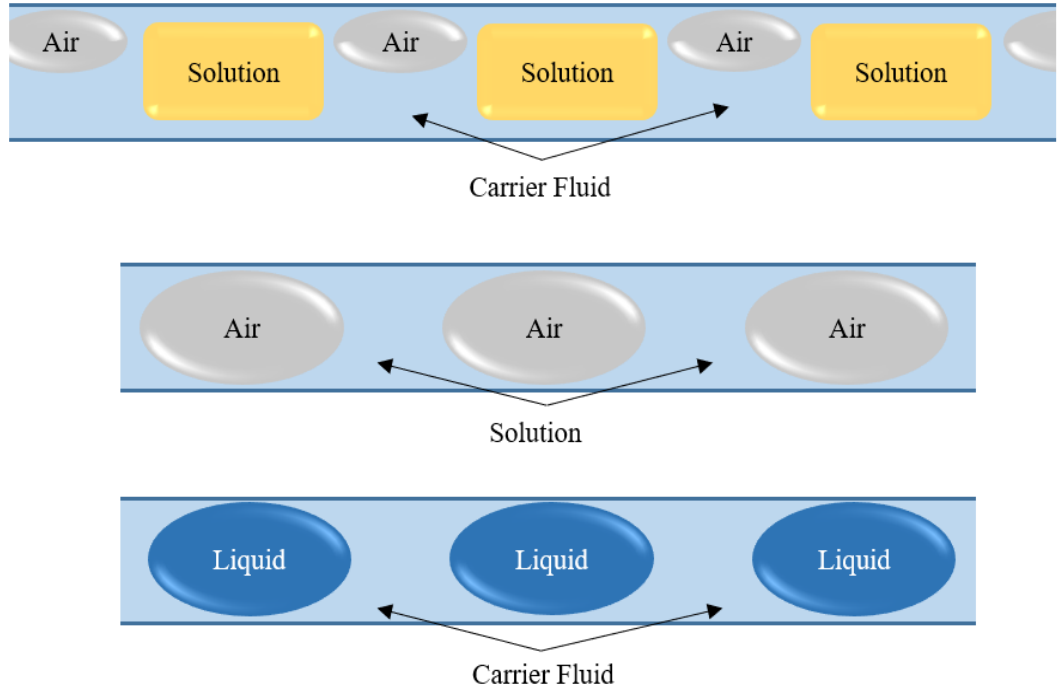 Air Air Air
Solution Solution Solution
Carrier Fluid
Air Air Air
Solution
Liquid Liquid Liquid
Carrier Fluid